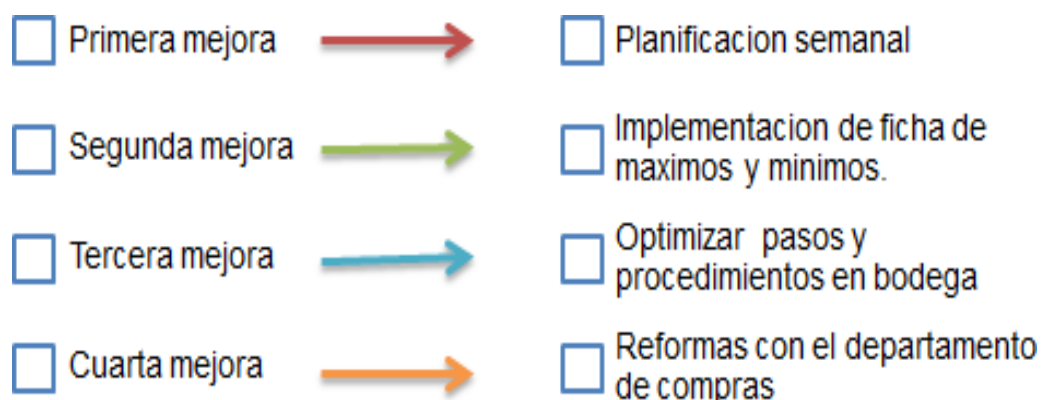 Primera mejora
Planificacion semanal
Segunda mejora
Implementacion de ficha de
maximos y minimos.
Tercera mejora
Optimizar pasos y
procedimientos en bodega
Cuarta mejora
Reformas con el departamento
de compras